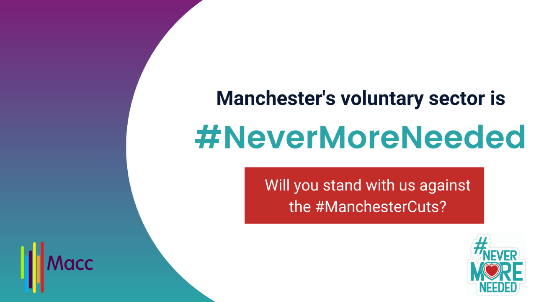 Manchester's voluntary sector is
#NeverMoreNeeded
Will you stand with us against
the #ManchesterCuts?
Macc
#
NEVER
MORE
NEEDED